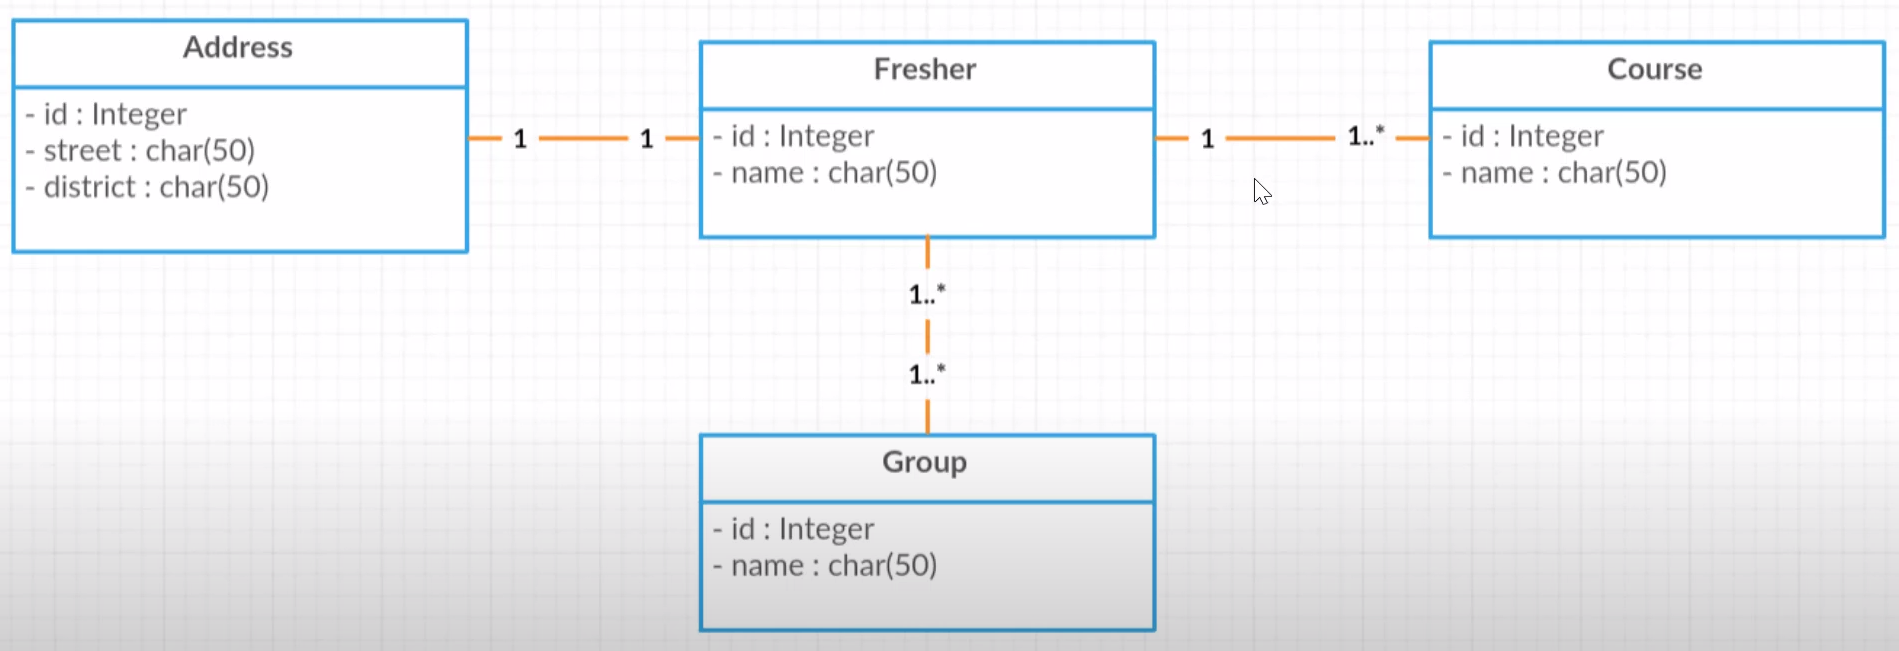 Address
- id : Integer
- street : char(50)
- district : char(50)
1
1
Fresher
- id : Integer
- name : char(50)
1
1..*
Course
- id : Integer
- name : char(50)
1..*
1..*
Group
- id : Integer
- name : char(50)